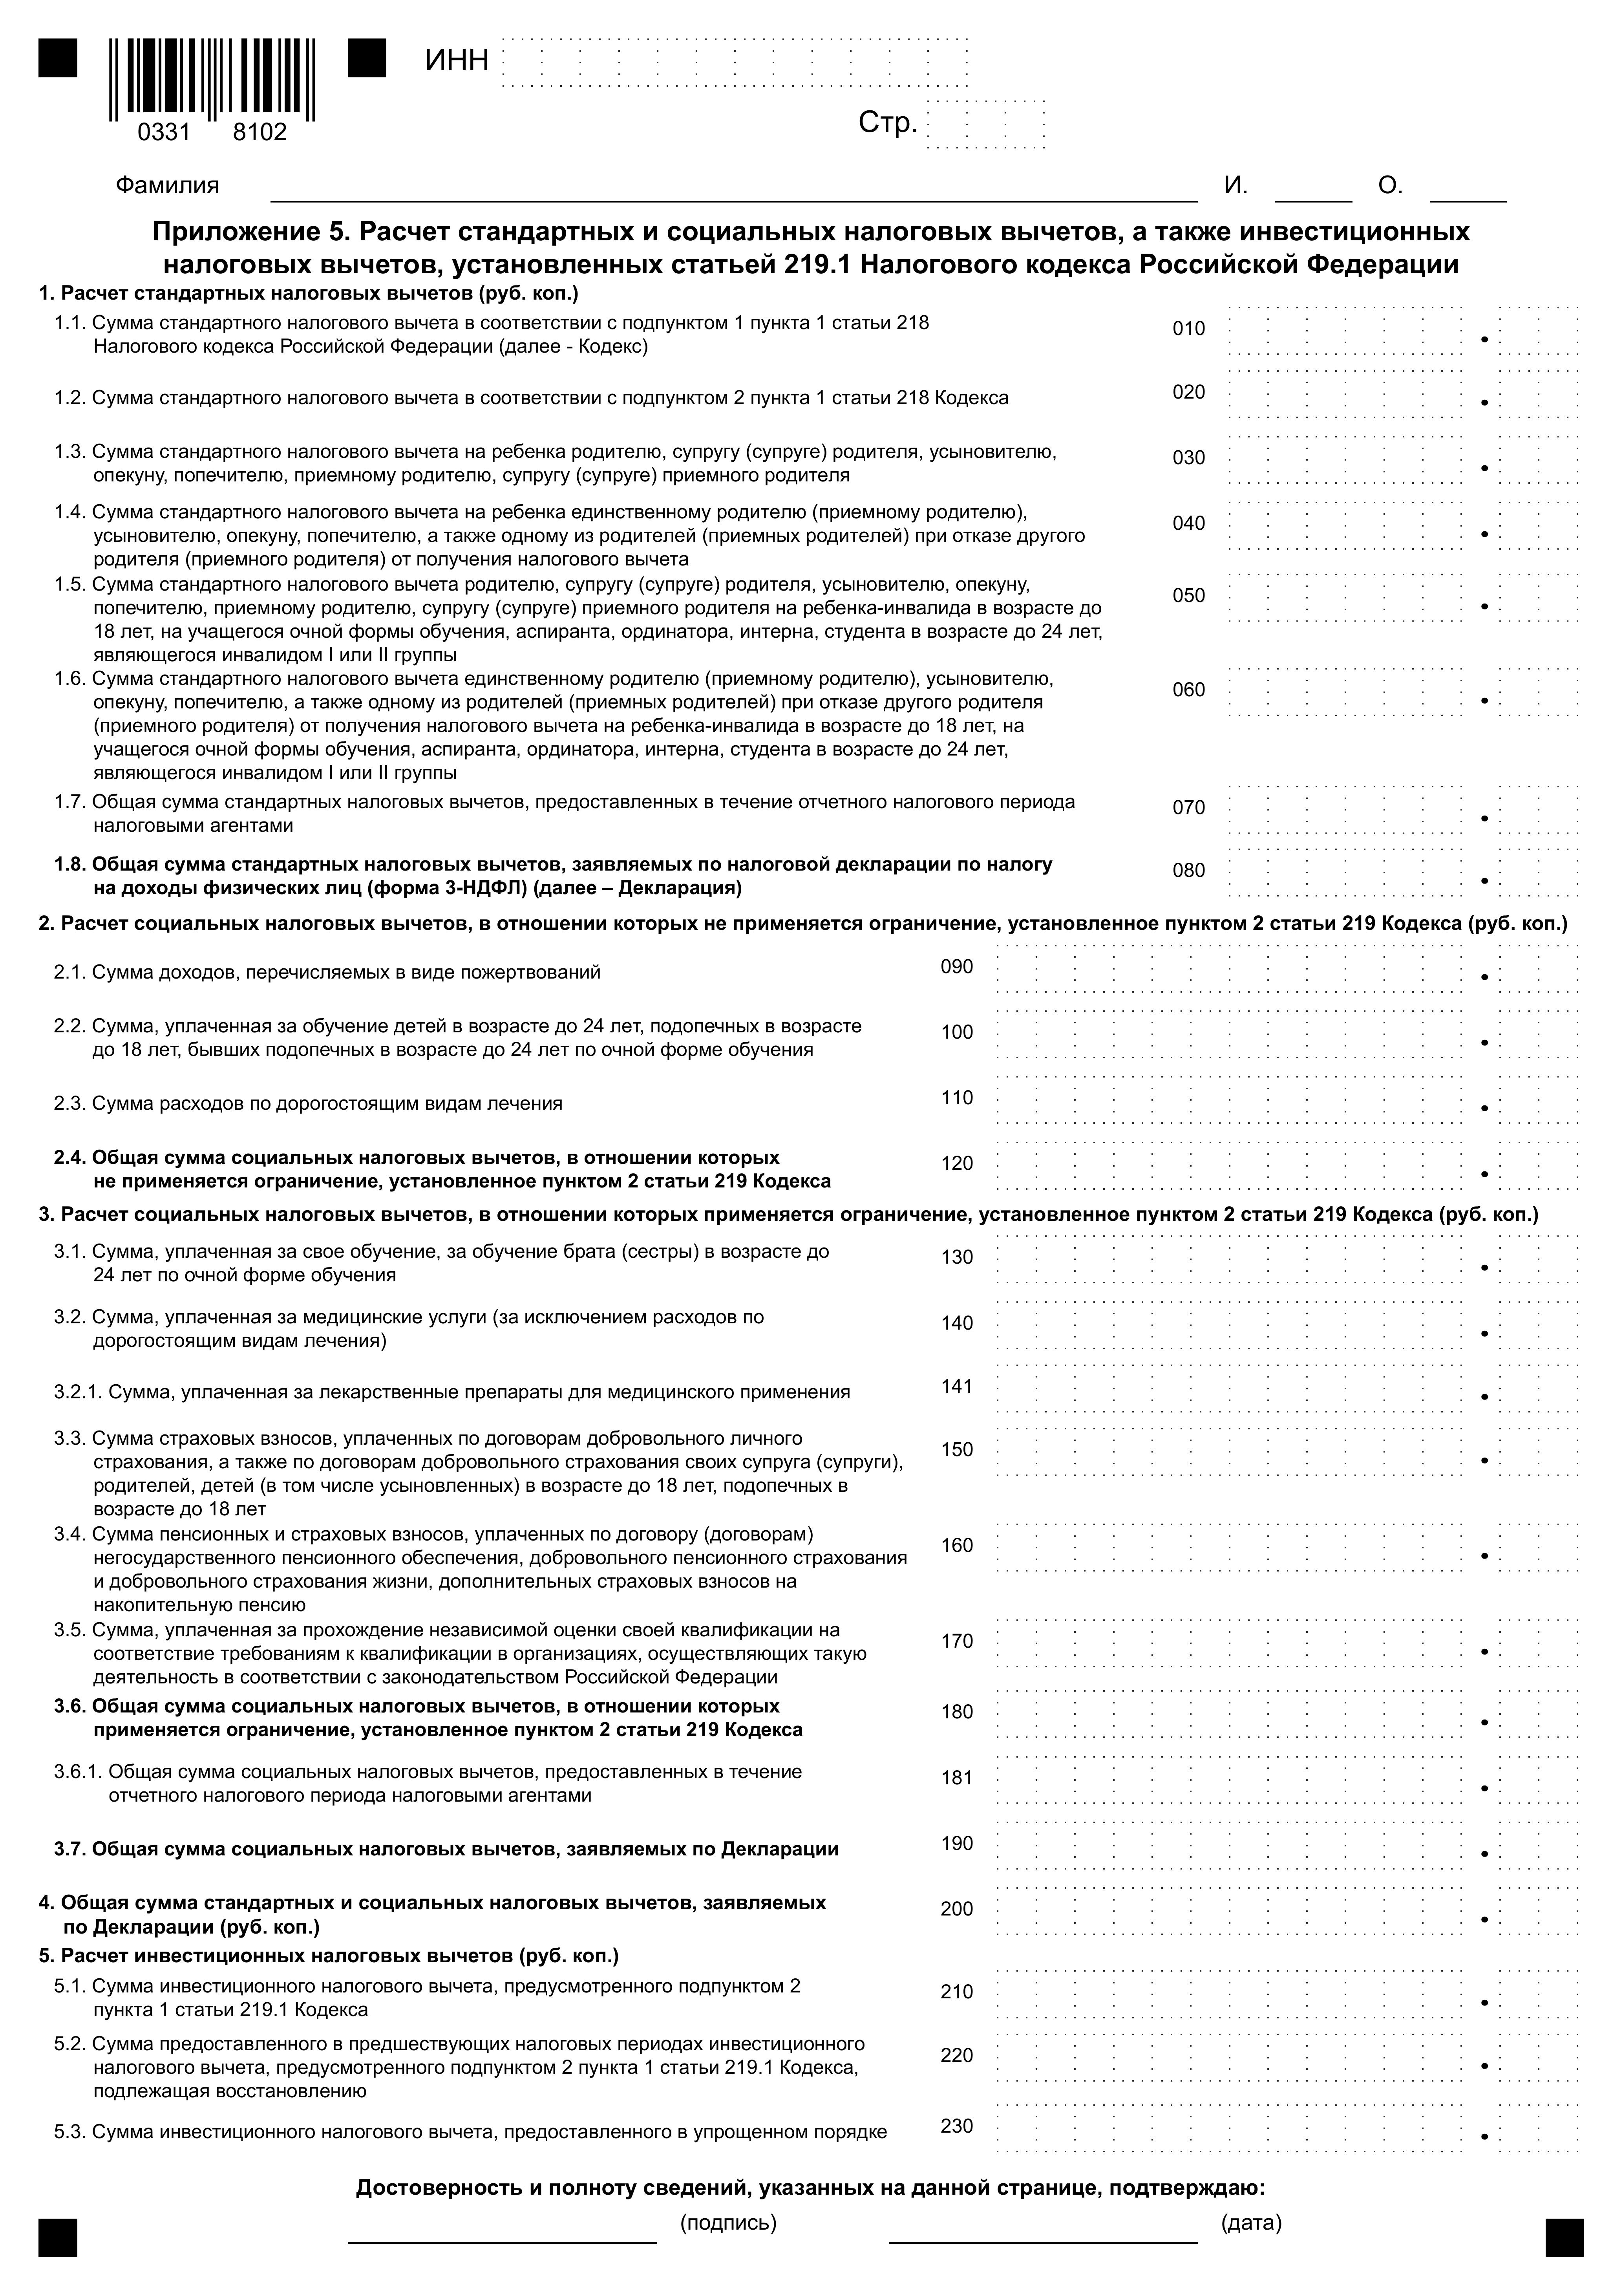 ИНН
0331 8102
Стр.
Фамилия И. О.
Приложение 5. Расчет стандартных и социальных налоговых вычетов, а также инвестиционных
налоговых вычетов, установленных статьей 219.1 Налогового кодекса Российской Федерации
1. Расчет стандартных налоговых вычетов (руб. коп.)
1.1. Сумма стандартного налогового вычета в соответствии с подпунктом 1 пункта 1 статьи 218 010
Налогового кодекса Российской Федерации (далее - Кодекс)
1.2. Сумма стандартного налогового вычета в соответствии с подпунктом 2 пункта 1 статьи 218 Кодекса 020
1.3. Сумма стандартного налогового вычета на ребенка родителю, супругу (супруге) родителя, усыновителю, 030
опекуну, попечителю, приемному родителю, супругу (супруге) приемного родителя
1.4. Сумма стандартного налогового вычета на ребенка единственному родителю (приемному родителю), 040
усыновителю, опекуну, попечителю, а также одному из родителей (приемных родителей) при отказе другого
родителя (приемного родителя) от получения налогового вычета
1.5. Сумма стандартного налогового вычета родителю, супругу (супруге) родителя, усыновителю, опекуну, 050
попечителю, приемному родителю, супругу (супруге) приемного родителя на ребенка-инвалида в возрасте до
18 лет, на учащегося очной формы обучения, аспиранта, ординатора, интерна, студента в возрасте до 24 лет,
являющегося инвалидом I или II группы
1.6. Сумма стандартного налогового вычета единственному родителю (приемному родителю), усыновителю, 060
опекуну, попечителю, а также одному из родителей (приемных родителей) при отказе другого родителя
(приемного родителя) от получения налогового вычета на ребенка-инвалида в возрасте до 18 лет, на
учащегося очной формы обучения, аспиранта, ординатора, интерна, студента в возрасте до 24 лет,
являющегося инвалидом I или II группы
1.7. Общая сумма стандартных налоговых вычетов, предоставленных в течение отчетного налогового периода 070
налоговыми агентами
1.8. Общая сумма стандартных налоговых вычетов, заявляемых по налоговой декларации по налогу 080
на доходы физических лиц (форма 3-НДФЛ) (далее – Декларация)
2. Расчет социальных налоговых вычетов, в отношении которых не применяется ограничение, установленное пунктом 2 статьи 219 Кодекса (руб. коп.)
2.1. Сумма доходов, перечисляемых в виде пожертвований 090
2.2. Сумма, уплаченная за обучение детей в возрасте до 24 лет, подопечных в возрасте 100
до 18 лет, бывших подопечных в возрасте до 24 лет по очной форме обучения
2.3. Сумма расходов по дорогостоящим видам лечения 110
2.4. Общая сумма социальных налоговых вычетов, в отношении которых 120
не применяется ограничение, установленное пунктом 2 статьи 219 Кодекса
3. Расчет социальных налоговых вычетов, в отношении которых применяется ограничение, установленное пунктом 2 статьи 219 Кодекса (руб. коп.)
3.1. Сумма, уплаченная за свое обучение, за обучение брата (сестры) в возрасте до 130
24 лет по очной форме обучения
3.2. Сумма, уплаченная за медицинские услуги (за исключением расходов по 140
дорогостоящим видам лечения)
3.2.1. Сумма, уплаченная за лекарственные препараты для медицинского применения 141
3.3. Сумма страховых взносов, уплаченных по договорам добровольного личного 150
страхования, а также по договорам добровольного страхования своих супруга (супруги),
родителей, детей (в том числе усыновленных) в возрасте до 18 лет, подопечных в
возрасте до 18 лет
3.4. Сумма пенсионных и страховых взносов, уплаченных по договору (договорам) 160
негосударственного пенсионного обеспечения, добровольного пенсионного страхования
и добровольного страхования жизни, дополнительных страховых взносов на
накопительную пенсию
3.5. Сумма, уплаченная за прохождение независимой оценки своей квалификации на 170
соответствие требованиям к квалификации в организациях, осуществляющих такую
деятельность в соответствии с законодательством Российской Федерации
3.6. Общая сумма социальных налоговых вычетов, в отношении которых 180
применяется ограничение, установленное пунктом 2 статьи 219 Кодекса
3.6.1. Общая сумма социальных налоговых вычетов, предоставленных в течение 181
отчетного налогового периода налоговыми агентами
3.7. Общая сумма социальных налоговых вычетов, заявляемых по Декларации 190
4. Общая сумма стандартных и социальных налоговых вычетов, заявляемых 200
по Декларации (руб. коп.)
5. Расчет инвестиционных налоговых вычетов (руб. коп.)
5.1. Сумма инвестиционного налогового вычета, предусмотренного подпунктом 2 210
пункта 1 статьи 219.1 Кодекса
5.2. Сумма предоставленного в предшествующих налоговых периодах инвестиционного 220
налогового вычета, предусмотренного подпунктом 2 пункта 1 статьи 219.1 Кодекса,
подлежащая восстановлению
5.3. Сумма инвестиционного налогового вычета, предоставленного в упрощенном порядке 230
Достоверность и полноту сведений, указанных на данной странице, подтверждаю:
(подпись) (дата)